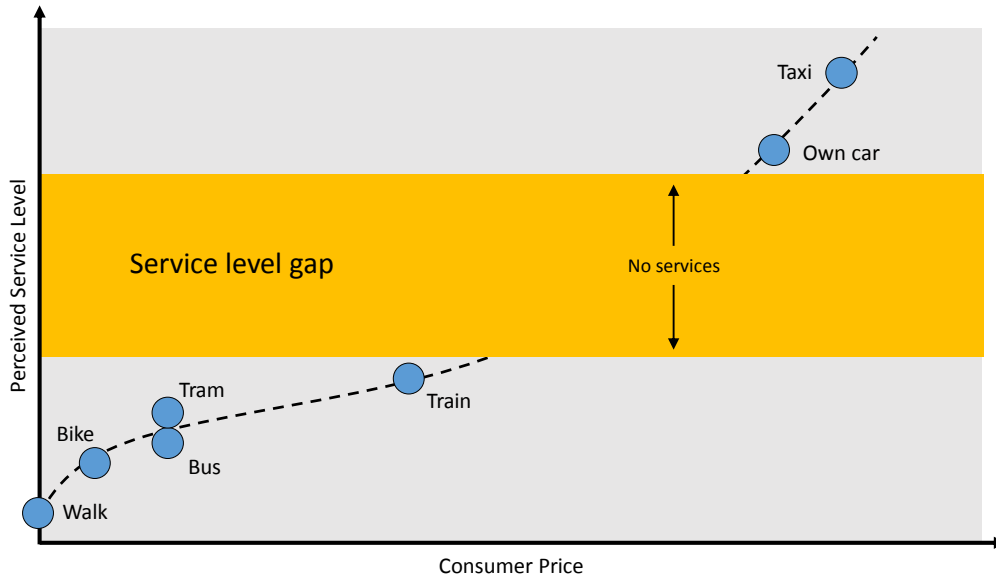 Taxi
Own car
Service level gap
No services
Perceived Service Level
Tram
Train
Bike
Bus
Walk
Consumer Price